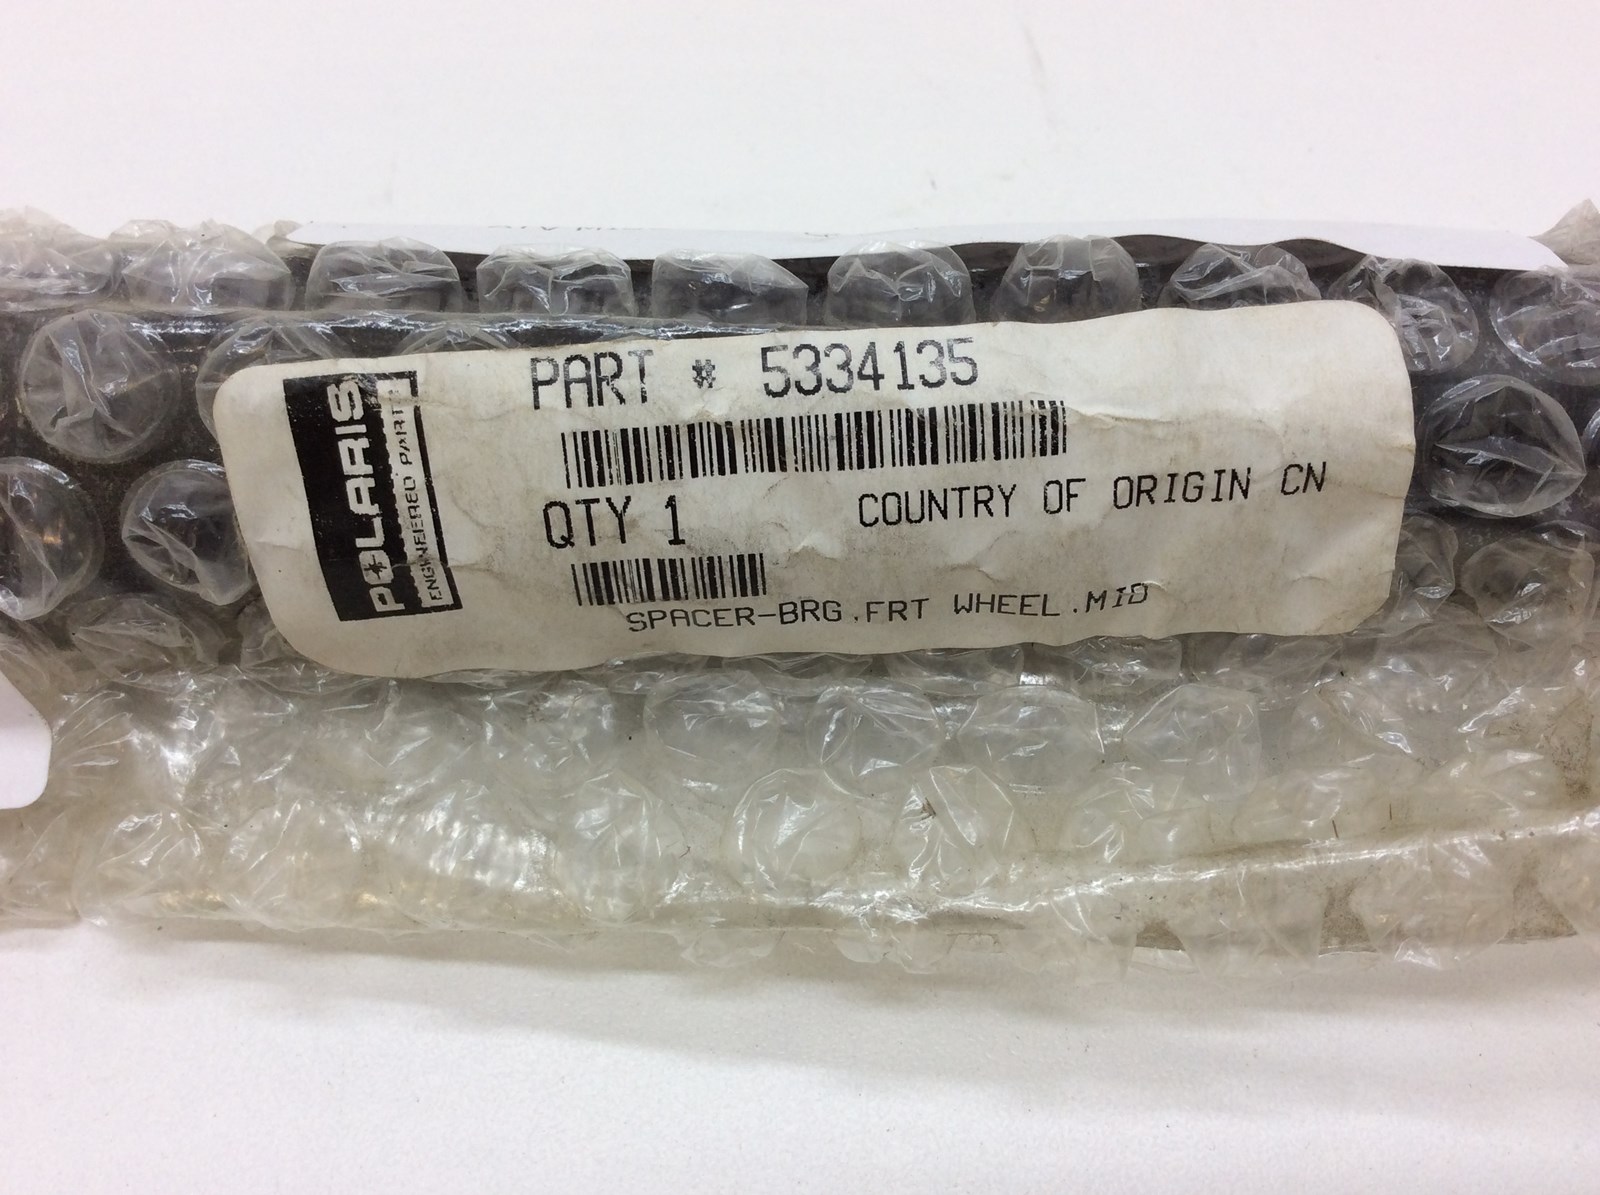 POLARIS
ENGINEERED PARTS
PART # 5334135
QTY 1
COUNTRY OF ORIGIN CN
SPACER-BRG,FRT WHEEL,MID